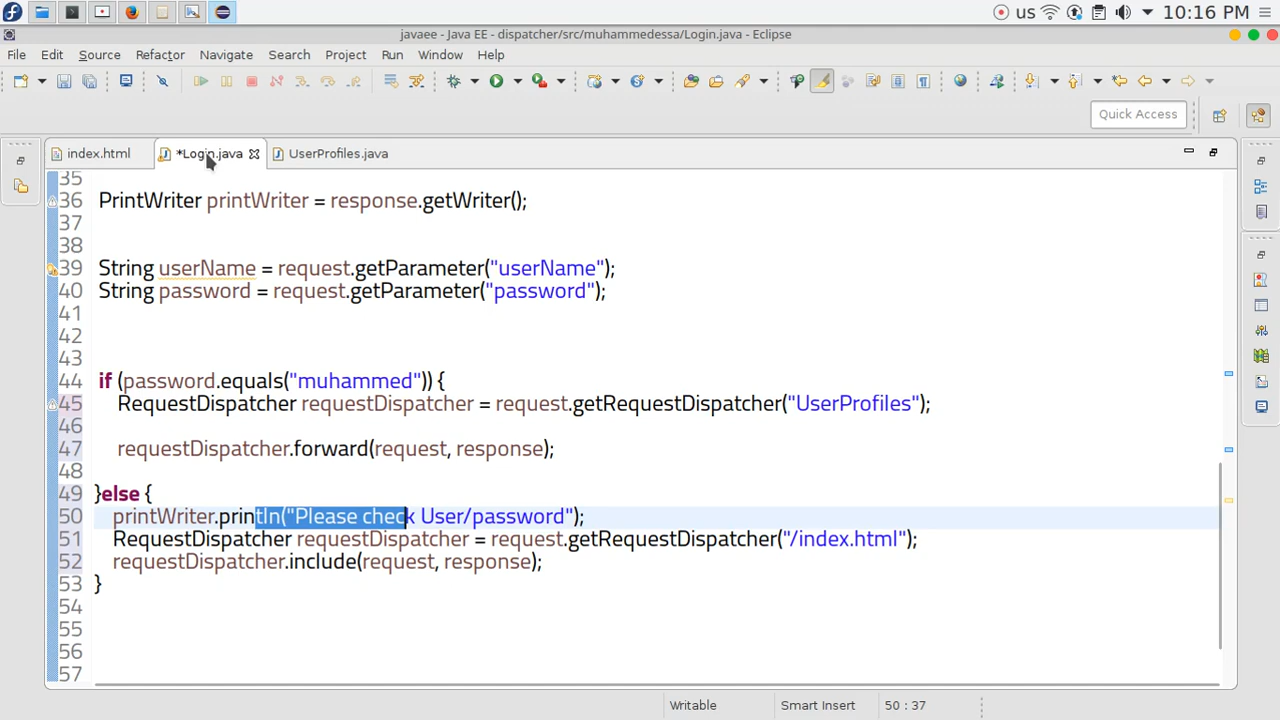 us 10:16 PM
javaee - Java EE - dispatcher/src/muhammedessa/Login.java - Eclipse
File Edit Source Refactor Navigate Search Project Run Window Help
Quick Access
index.html *Login.java UserProfiles.java
35
36 PrintWriter printWriter = response.getWriter();
37
38
39 String userName = request.getParameter("userName");
40 String password = request.getParameter("password");
41
42
43
44 if (password.equals("muhammed")) {
45 RequestDispatcher requestDispatcher = request.getRequestDispatcher("UserProfiles");
46
47 requestDispatcher.forward(request, response);
48
49 }else {
50 printWriter.println("Please check User/password");
51 RequestDispatcher requestDispatcher = request.getRequestDispatcher("/index.html");
52 requestDispatcher.include(request, response);
53 }
54
55
56
57
Writable Smart Insert 50 : 37